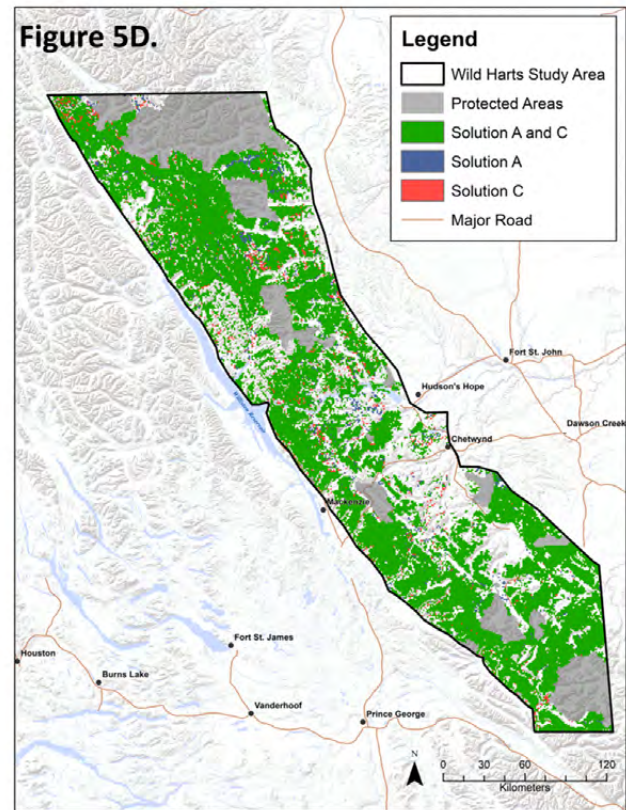 Figure 5D.
Legend
Wild Harts Study Area
Protected Areas
Solution A and C
Solution A
Solution C
Major Road
Fort St. John
Hudson's Hope
Dawson Creek
Chetwynd
Mackenzie
Fort St. James
Houston
Burns Lake
Vanderhoof
Prince George
N
0 30 60 120
Kilometers